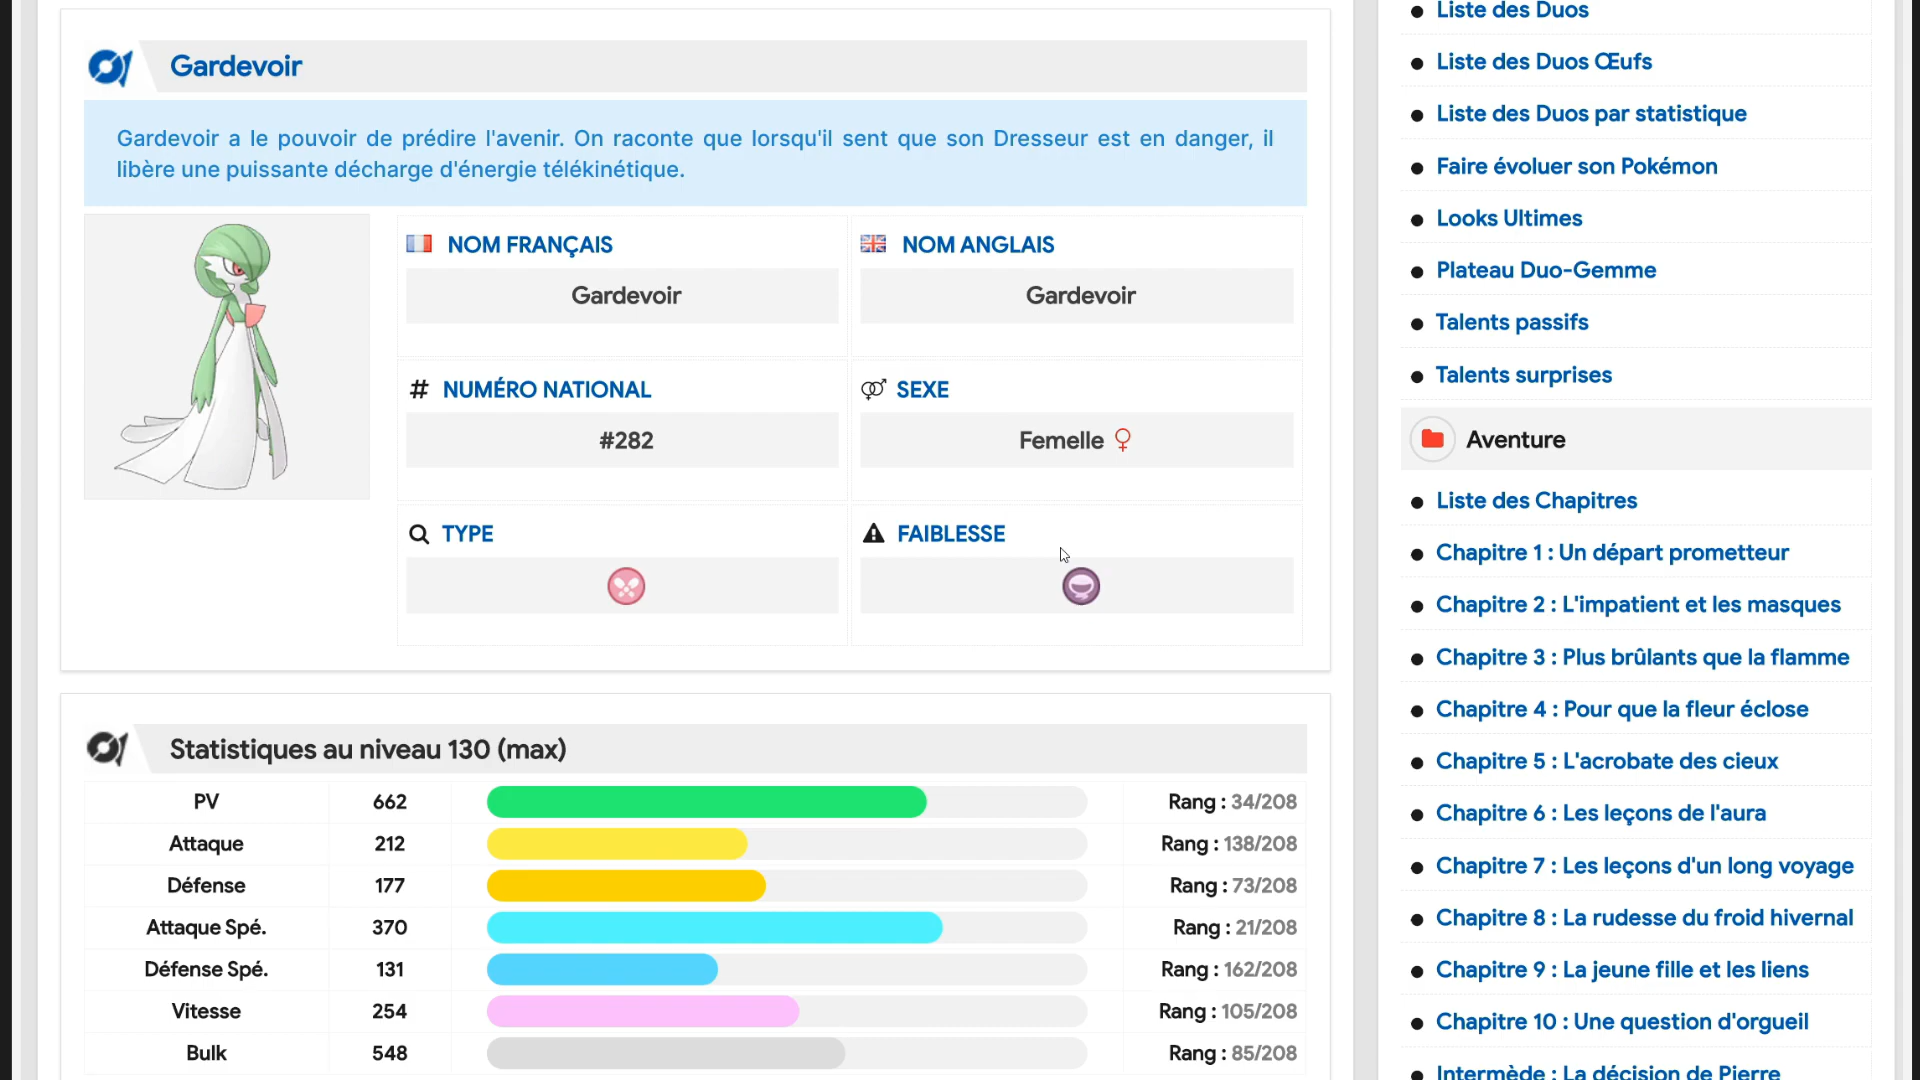 Gardevoir
Gardevoir a le pouvoir de prédire l'avenir. On raconte que lorsqu'il sent que son Dresseur est en danger, il
libère une puissante décharge d'énergie télékinétique.
NOM FRANÇAIS
Gardevoir
NOM ANGLAIS
Gardevoir
# NUMÉRO NATIONAL
#282
SEXE
Femelle ♀
TYPE
FAIBLESSE
Statistiques au niveau 130 (max)
PV 662 Rang : 34/208
Attaque 212 Rang : 138/208
Défense 177 Rang : 73/208
Attaque Spé. 370 Rang : 21/208
Défense Spé. 131 Rang : 162/208
Vitesse 254 Rang : 105/208
Bulk 548 Rang : 85/208
Liste des Duos
Liste des Duos Œufs
Liste des Duos par statistique
Faire évoluer son Pokémon
Looks Ultimes
Plateau Duo-Gemme
Talents passifs
Talents surprises
Aventure
Liste des Chapitres
Chapitre 1 : Un départ prometteur
Chapitre 2 : L'impatient et les masques
Chapitre 3 : Plus brûlants que la flamme
Chapitre 4 : Pour que la fleur éclose
Chapitre 5 : L'acrobate des cieux
Chapitre 6 : Les leçons de l'aura
Chapitre 7 : Les leçons d'un long voyage
Chapitre 8 : La rudesse du froid hivernal
Chapitre 9 : La jeune fille et les liens
Chapitre 10 : Une question d'orgueil
Intermède : La décision de Pierre